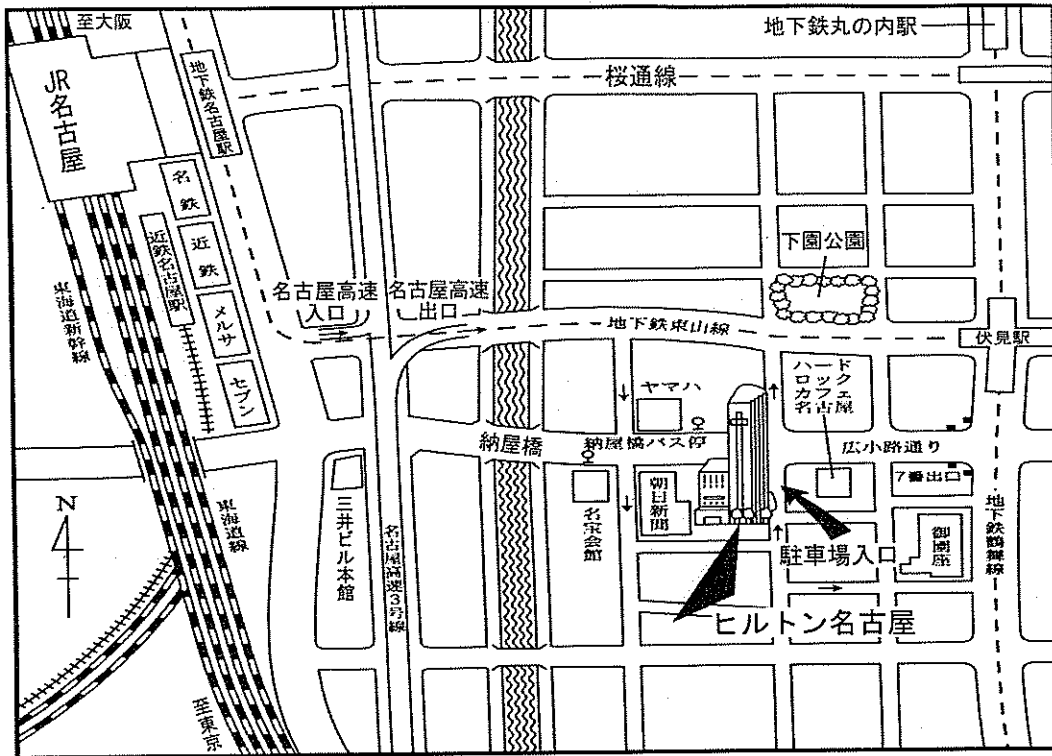 至大阪
JR名古屋
地下鉄名古屋駅
地下鉄丸の内駅
桜通線
名鉄
近鉄
メルサ
セブン
近鉄名古屋駅
東海道新幹線
名古屋高速
入口
名古屋高速
出口
下園公園
地下鉄東山線
伏見駅
ハード
ロック
カフェ
名古屋
ヤマハ
納屋橋
納屋橋バス停
広小路通り
7番出口
朝日新聞
名宝会館
三井ビル本館
名古屋高速3号線
東海道線
N
駐車場入口
御園座
地下鉄鶴舞線
ヒルトン名古屋
至東京